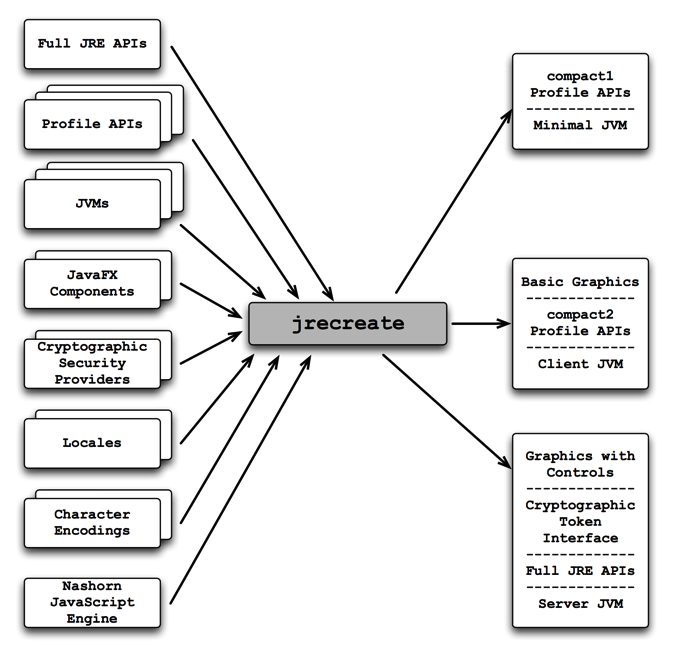 Full JRE APIs
Profile APIs
JVMs
JavaFX
Components
Cryptographic
Security
Providers
Locales
Character
Encodings
Nashorn
JavaScript
Engine
jrecreate
compact1
Profile APIs
Minimal JVM
Basic Graphics
compact2
Profile APIs
Client JVM
Graphics with
Controls
Cryptographic
Token
Interface
Full JRE APIs
Server JVM